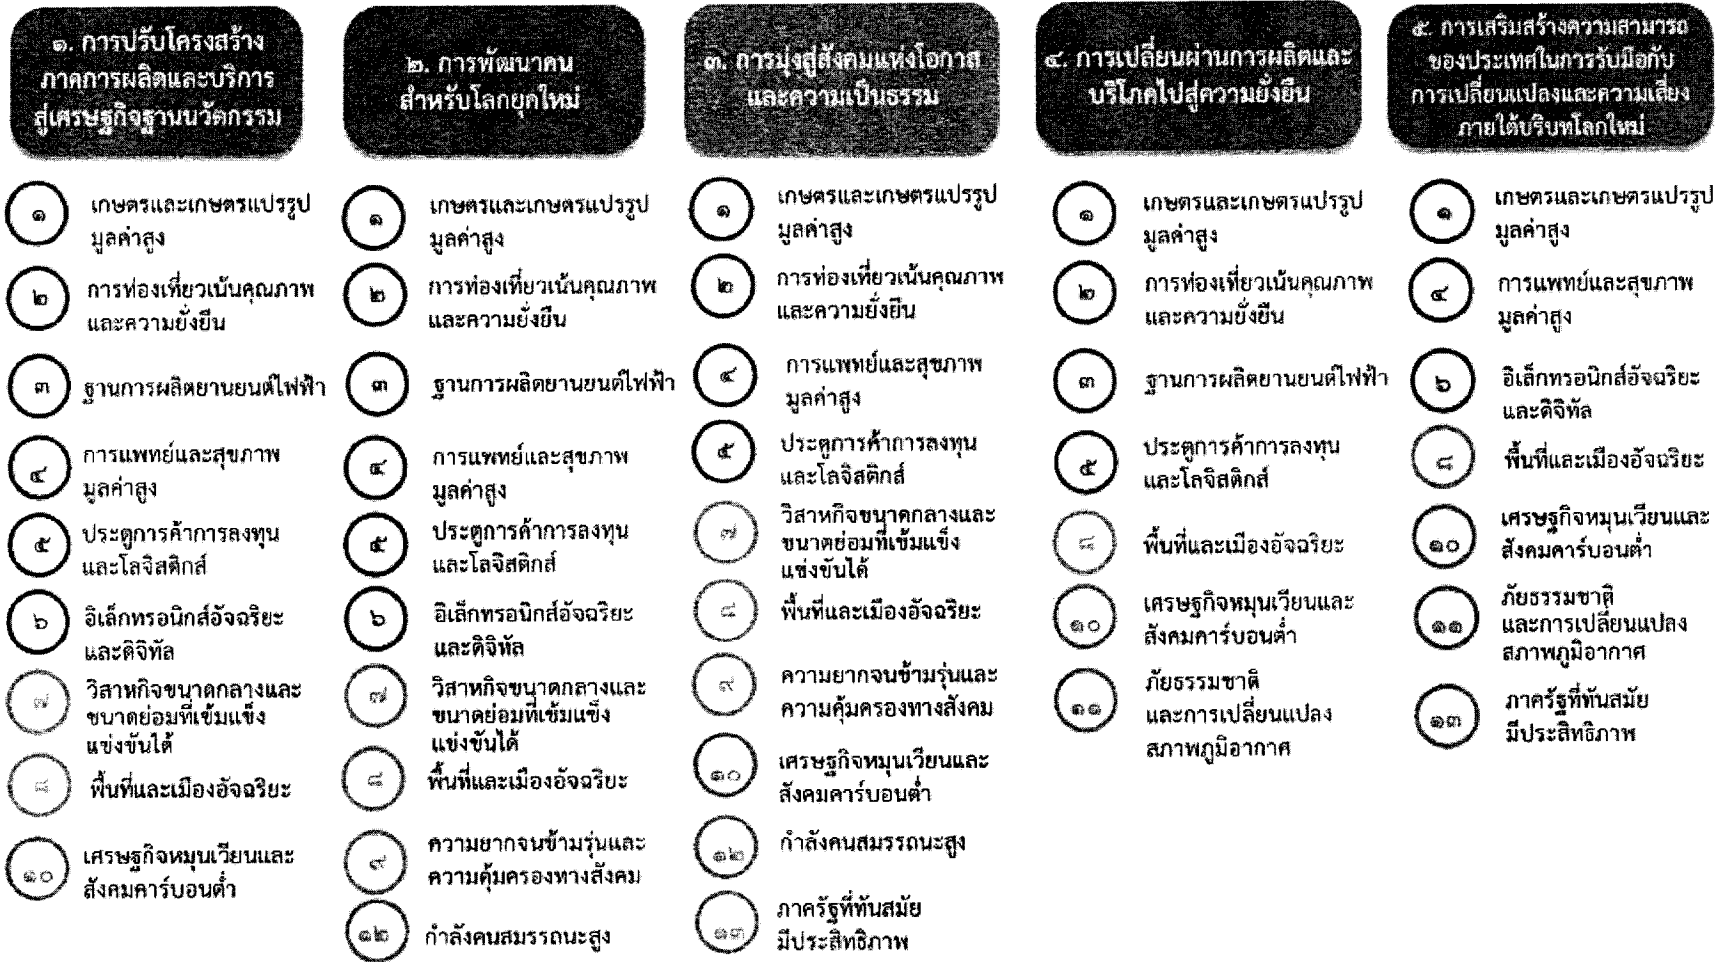 ๑. การปรับโครงสร้าง
ภาคการผลิตและบริการ
สู่เศรษฐกิจฐานนวัตกรรม
๑
เกษตรและเกษตรแปรรูป
มูลค่าสูง
๒
การท่องเที่ยวเน้นคุณภาพ
และความยั่งยืน
๓
ฐานการผลิตยานยนต์ไฟฟ้า
๔
การแพทย์และสุขภาพ
มูลค่าสูง
๕
ประตูการค้าการลงทุน
และโลจิสติกส์
๖
อิเล็กทรอนิกส์อัจฉริยะ
และดิจิทัล
๗
วิสาหกิจขนาดกลางและ
ขนาดย่อมที่เข้มแข็ง
แข่งขันได้
๘
พื้นที่และเมืองอัจฉริยะ
๑๐
เศรษฐกิจหมุนเวียนและ
สังคมคาร์บอนต่ำ
๒. การพัฒนาคน
สำหรับโลกยุคใหม่
๑
เกษตรและเกษตรแปรรูป
มูลค่าสูง
๒
การท่องเที่ยวเน้นคุณภาพ
และความยั่งยืน
๓
ฐานการผลิตยานยนต์ไฟฟ้า
๔
การแพทย์และสุขภาพ
มูลค่าสูง
๕
ประตูการค้าการลงทุน
และโลจิสติกส์
๖
อิเล็กทรอนิกส์อัจฉริยะ
และดิจิทัล
๗
วิสาหกิจขนาดกลางและ
ขนาดย่อมที่เข้มแข็ง
แข่งขันได้
๘
พื้นที่และเมืองอัจฉริยะ
๙
ความยากจนข้ามรุ่นและ
ความคุ้มครองทางสังคม
๑๒
กำลังคนสมรรถนะสูง
๓. การมุ่งสู่สังคมแห่งโอกาส
และความเป็นธรรม
๑
เกษตรและเกษตรแปรรูป
มูลค่าสูง
๒
การท่องเที่ยวเน้นคุณภาพ
และความยั่งยืน
๔
การแพทย์และสุขภาพ
มูลค่าสูง
๕
ประตูการค้าการลงทุน
และโลจิสติกส์
๗
วิสาหกิจขนาดกลางและ
ขนาดย่อมที่เข้มแข็ง
แข่งขันได้
๘
พื้นที่และเมืองอัจฉริยะ
๙
ความยากจนข้ามรุ่นและ
ความคุ้มครองทางสังคม
๑๐
เศรษฐกิจหมุนเวียนและ
สังคมคาร์บอนต่ำ
๑๒
กำลังคนสมรรถนะสูง
๑๓
ภาครัฐที่ทันสมัย
มีประสิทธิภาพ
๔. การเปลี่ยนผ่านการผลิตและ
บริโภคไปสู่ความยั่งยืน
๑
เกษตรและเกษตรแปรรูป
มูลค่าสูง
๒
การท่องเที่ยวเน้นคุณภาพ
และความยั่งยืน
๓
ฐานการผลิตยานยนต์ไฟฟ้า
๕
ประตูการค้าการลงทุน
และโลจิสติกส์
๘
พื้นที่และเมืองอัจฉริยะ
๑๐
เศรษฐกิจหมุนเวียนและ
สังคมคาร์บอนต่ำ
๑๑
ภัยธรรมชาติ
และการเปลี่ยนแปลง
สภาพภูมิอากาศ
๕. การเสริมสร้างความสามารถ
ของประเทศในการรับมือกับ
การเปลี่ยนแปลงและความเสี่ยง
ภายใต้บริบทโลกใหม่
๑
เกษตรและเกษตรแปรรูป
มูลค่าสูง
๔
การแพทย์และสุขภาพ
มูลค่าสูง
๖
อิเล็กทรอนิกส์อัจฉริยะ
และดิจิทัล
๘
พื้นที่และเมืองอัจฉริยะ
๑๐
เศรษฐกิจหมุนเวียนและ
สังคมคาร์บอนต่ำ
๑๑
ภัยธรรมชาติ
และการเปลี่ยนแปลง
สภาพภูมิอากาศ
๑๓
ภาครัฐที่ทันสมัย
มีประสิทธิภาพ